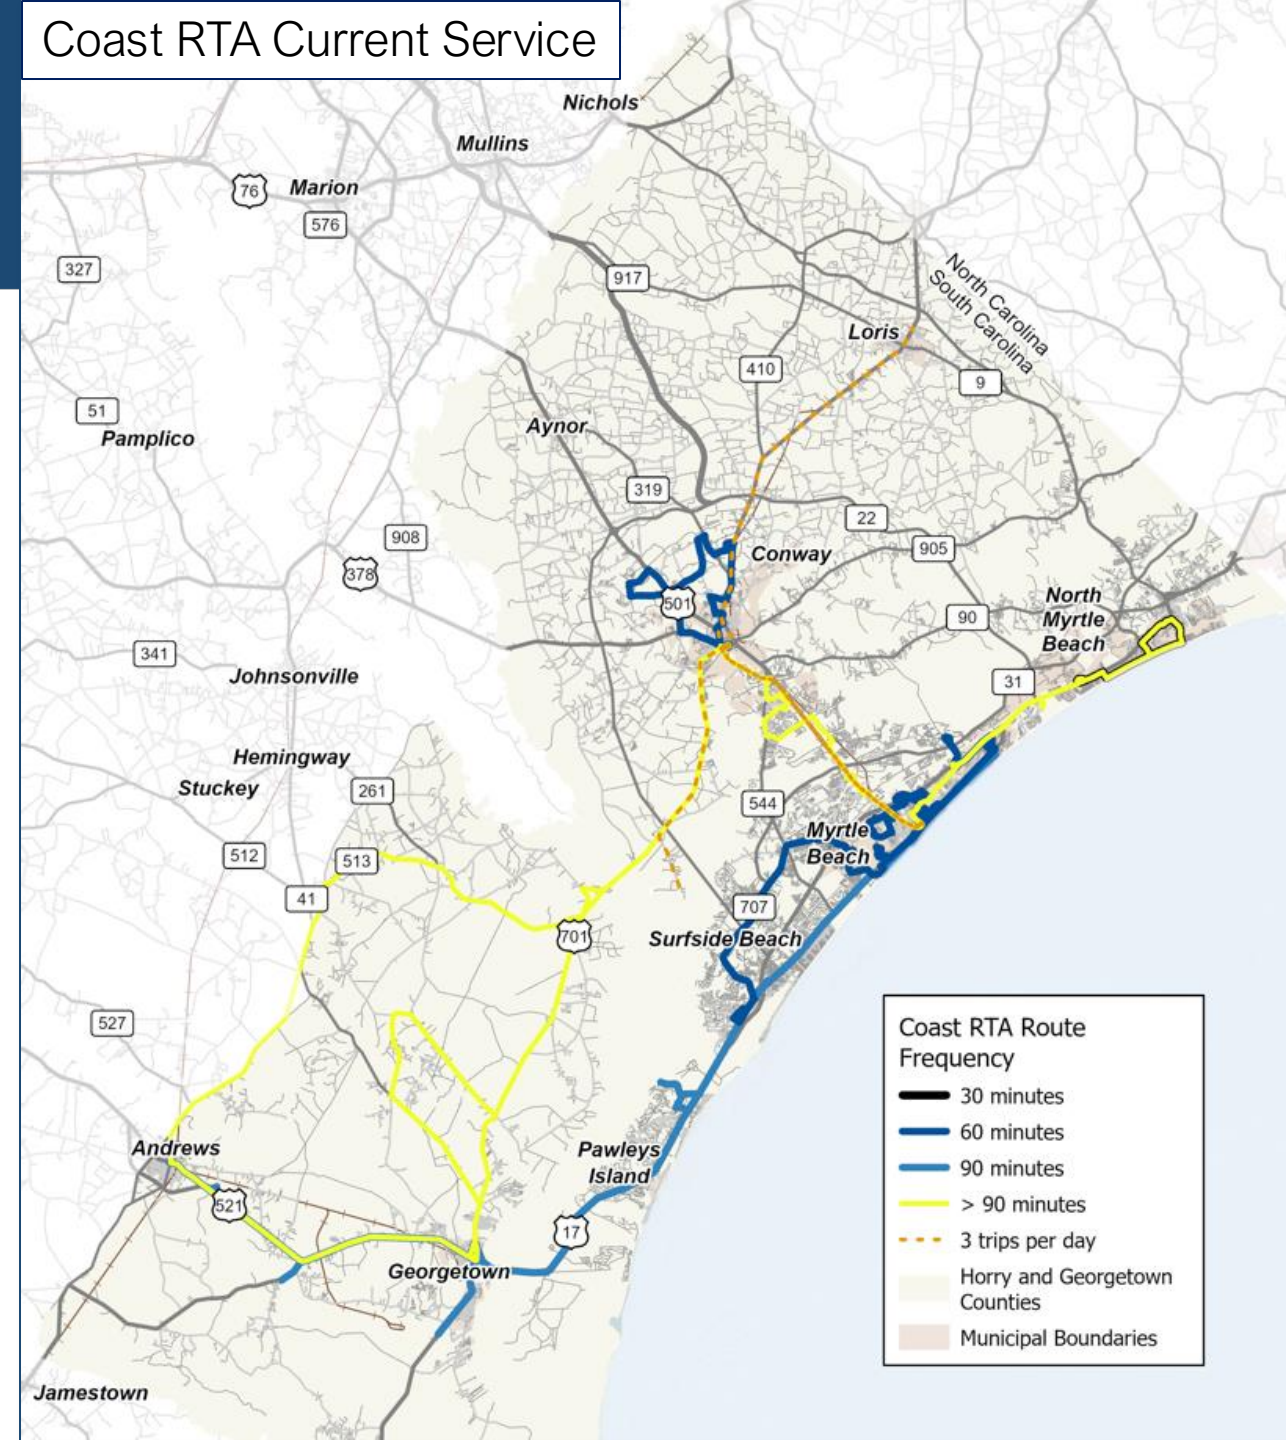 Coast RTA Current Service
Nichols
Mullins
76
Marion
576
327
917
North Carolina
South Carolina
Loris
410
9
51
Pamplico
Aynor
319
22
908
905
Conway
378
501
North
Myrtle
Beach
90
341
Johnsonville
31
Hemingway
Stuckey
261
544
Myrtle
Beach
512
513
41
707
701
Surfside Beach
527
Andrews
Pawleys
Island
521
17
Georgetown
Jamestown
Coast RTA Route
Frequency
30 minutes
60 minutes
90 minutes
> 90 minutes
3 trips per day
Horry and Georgetown
Counties
Municipal Boundaries